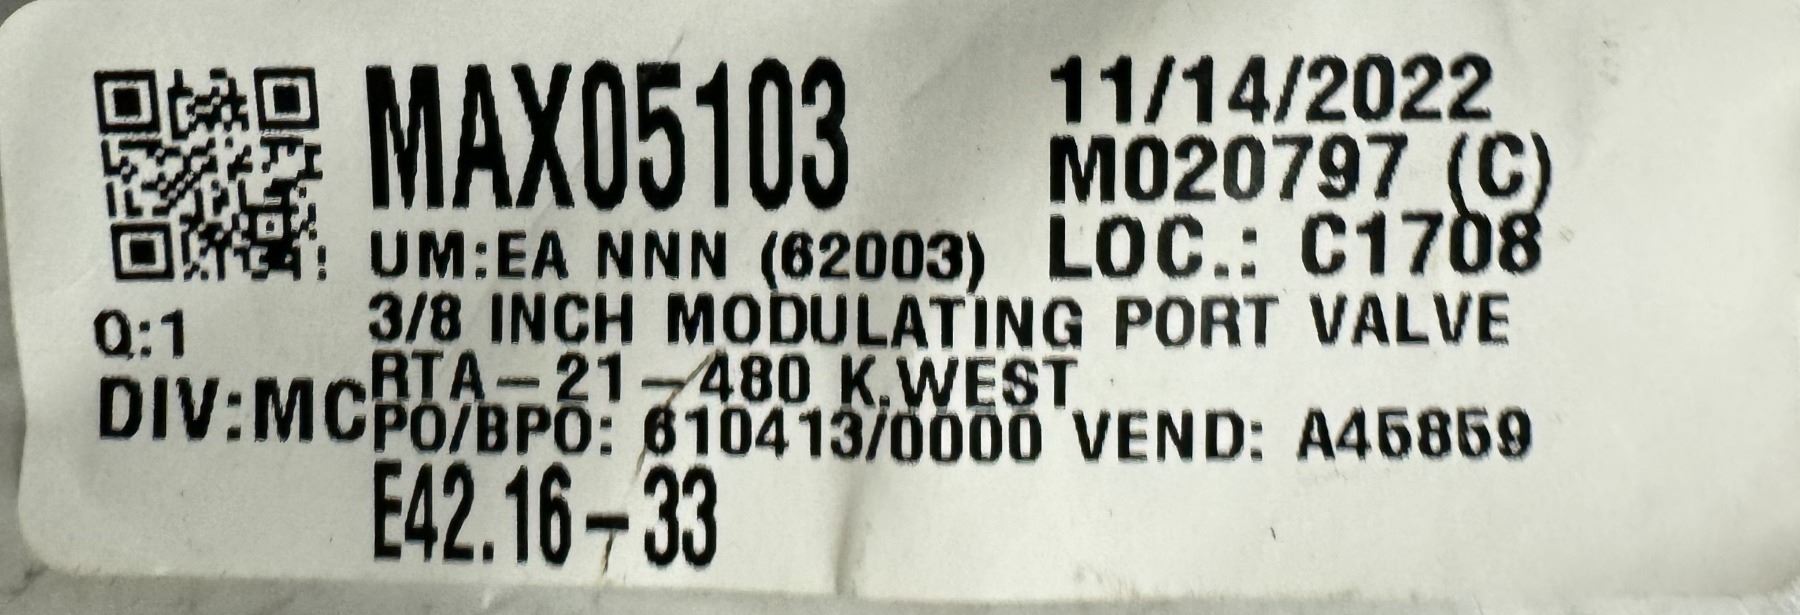 MAX05103
11/14/2022
M020797 (C)
UM:EA NNN (62003)
LOC.: C1708
Q:1
3/8 INCH MODULATING PORT VALVE
RTA-21-480 K.WEST
DIV:MC
PO/BPO: 610413/0000 VEND: A45859
E42.16-33